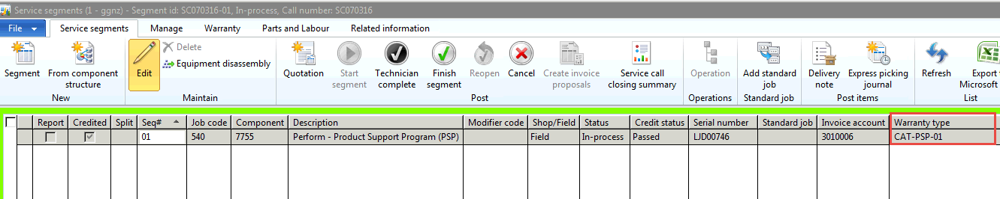 Service segments (1 - ggnz) - Segment id: SC070316-01, In-process, Call number: SC070316
File Service segments Manage Warranty Parts and Labour Related information
Segment
From component structure
New
Edit
Delete
Equipment disassembly
Maintain
Quotation
Start segment
Technician complete
Finish segment
Reopen
Cancel
Create invoice proposals
Service call closing summary
Post
Operation
Operations
Add standard job
Standard job
Delivery note
Express picking journal
Post items
Refresh
Export
Microsoft
List
Report Credited Split Seq# Job code Component Description Modifier code Shop/Field Status Credit status Serial number Standard job Invoice account Warranty type
01 540 7755 Perform - Product Support Program (PSP) Field In-process Passed LJD00746 3010006 CAT-PSP-01